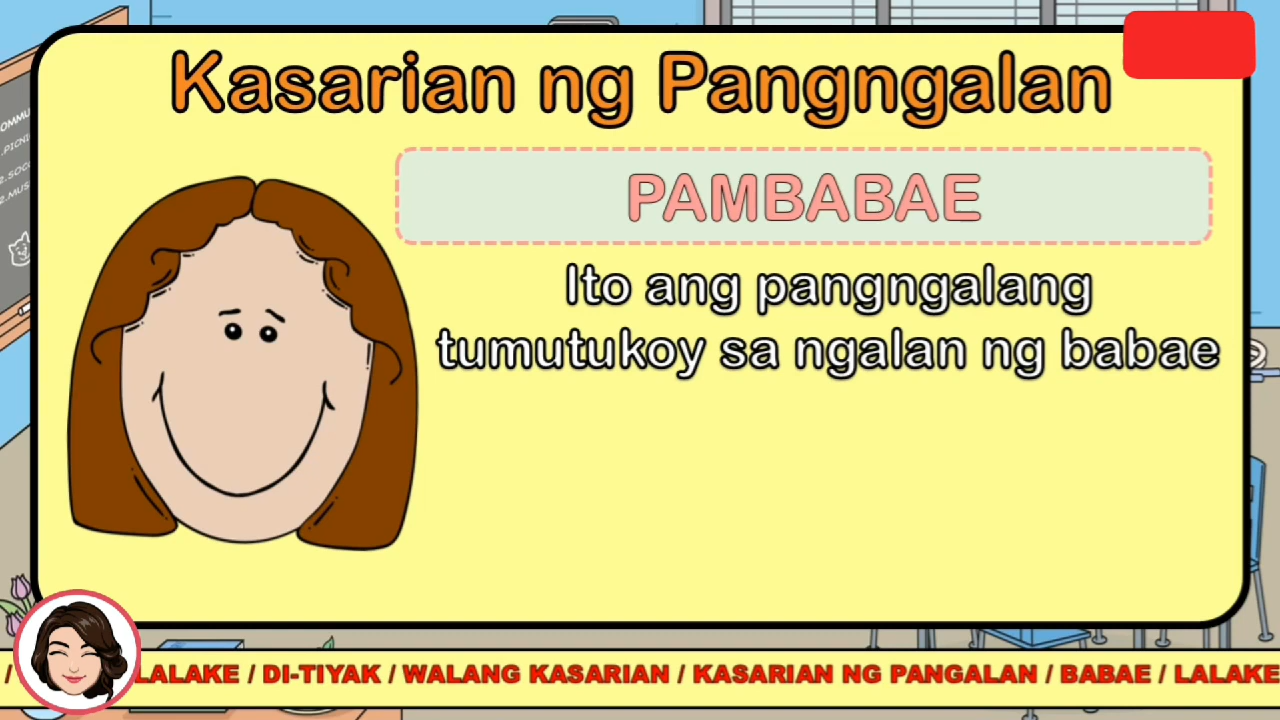 Kasarian ng Pangngalan
PAMBABAE
Ito ang pangngalang
tumutukoy sa ngalan ng babae
/ LALAKE / DI-TIYAK / WALANG KASARIAN / KASARIAN NG PANGALAN / BABAE / LALAKE